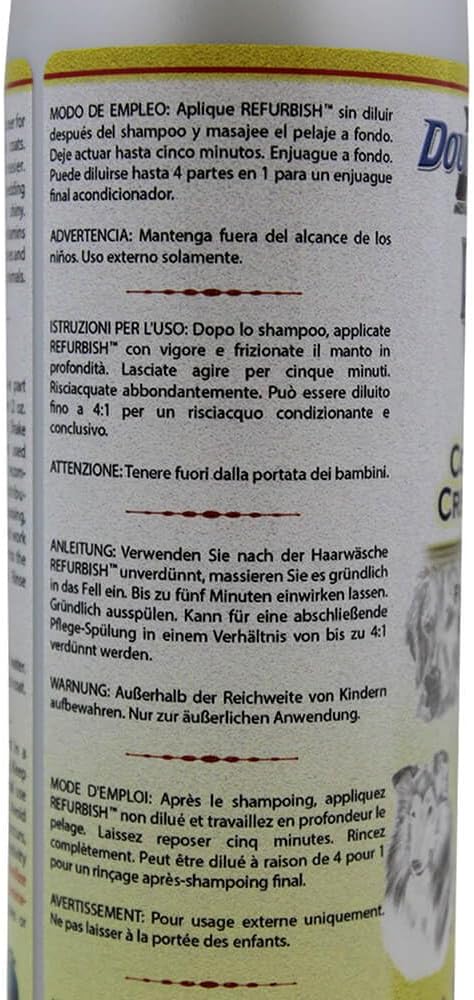 MODO DE EMPLEO: Aplique REFURBISH™ sin diluir
después del shampoo y masajee el pelaje a fondo.
Deje actuar hasta cinco minutos. Enjuague a fondo.
Puede diluirse hasta 4 partes en 1 para un enjuague
final acondicionador.
ADVERTENCIA: Mantenga fuera del alcance de los
niños. Uso externo solamente.
ISTRUZIONI PER L'USO: Dopo lo shampoo, applicate
REFURBISH™ con vigore e frizionate il manto in
profondità. Lasciate agire per cinque minuti.
Risciacquate abbondantemente. Può essere diluito
fino a 4:1 per un risciacquo condizionante e
conclusivo.
ATTENZIONE: Tenere fuori dalla portata dei bambini.
ANLEITUNG: Verwenden Sie nach der Haarwäsche
REFURBISH™ unverdünnt, massieren Sie es gründlich
in das Fell ein. Bis zu fünf Minuten einwirken lassen.
Gründlich ausspülen. Kann für eine abschließende
Pflege-Spülung in einem Verhältnis von bis zu 4:1
verdünnt werden.
WARNUNG: Außerhalb der Reichweite von Kindern
aufbewahren. Nur zur äußerlichen Anwendung.
MODE D'EMPLOI: Après le shampoing, appliquez
REFURBISH™ non dilué et travaillez en profondeur le
pelage. Laissez reposer cinq minutes. Rincez
complètement. Peut être dilué à raison de 4 pour 1
pour un rinçage après-shampoing final.
AVERTISSEMENT: Pour usage externe uniquement.
Ne pas laisser à la portée des enfants.